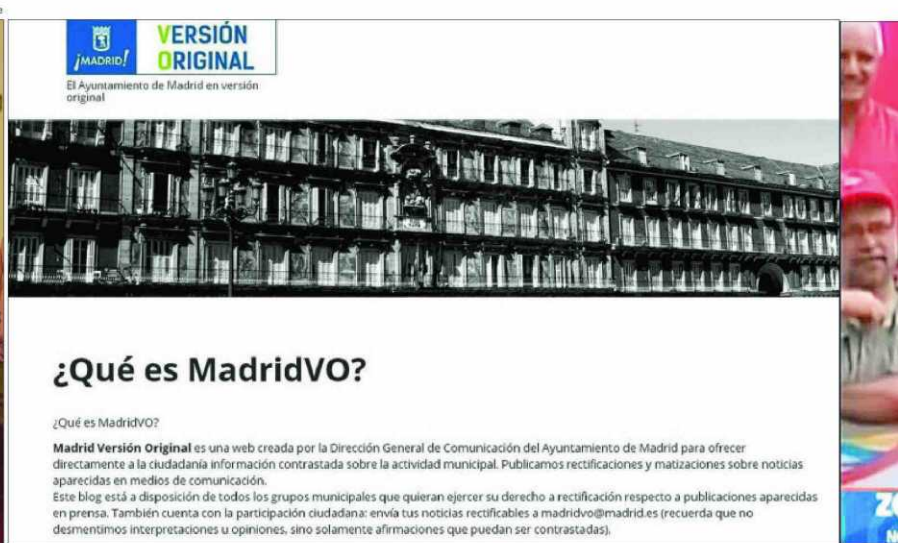 ¡MADRID!
VERSIÓN
ORIGINAL
El Ayuntamiento de Madrid en versión
original
¿Qué es MadridVO?
¿Qué es MadridVO?
Madrid Versión Original es una web creada por la Dirección General de Comunicación del Ayuntamiento de Madrid para ofrecer
directamente a la ciudadanía información contrastada sobre la actividad municipal. Publicamos rectificaciones y matizaciones sobre noticias
aparecidas en medios de comunicación.
Este blog está a disposición de todos los grupos municipales que quieran ejercer su derecho a rectificación respecto a publicaciones aparecidas
en prensa. También cuenta con la participación ciudadana: envía tus noticias rectificables a madridvo@madrid.es (recuerda que no
desmentimos interpretaciones u opiniones, sino solamente afirmaciones que puedan ser contrastadas).